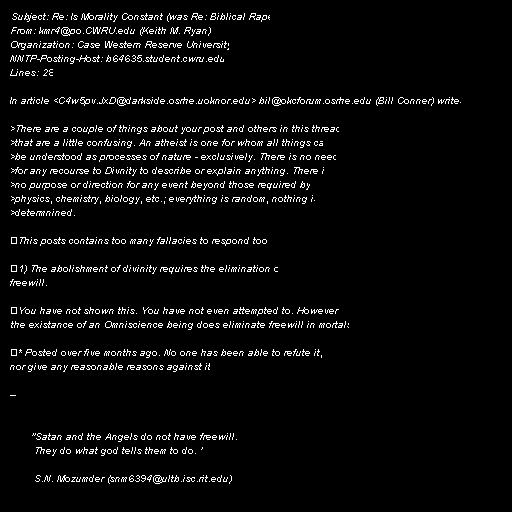 Subject: Re: Is Morality Constant (was Re: Biblical Rape
From: kmr4@po.CWRU.edu (Keith M. Ryan)
Organization: Case Western Reserve University
NNTP-Posting-Host: b64635.student.cwru.edu
Lines: 28
In article <C4w5pv.JxD@darkside.osrhe.uoknor.edu> bil@okcforum.osrhe.edu (Bill Conner) write
>There are a couple of things about your post and others in this thread
>that are a little confusing. An atheist is one for whom all things ca
>be understood as processes of nature - exclusively. There is no need
>for any recourse to Divnity to describe or explain anything. There i
>no purpose or direction for any event beyond those required by
>physics, chemistry, biology, etc.; everything is random, nothing i
>determnined.
This posts contains too many fallacies to respond too
1) The abolishment of divinity requires the elimination o
freewill.
You have not shown this. You have not even attempted to. However
the existance of an Omniscience being does eliminate freewill in mortals
* Posted over five months ago. No one has been able to refute it,
nor give any reasonable reasons against it
--
"Satan and the Angels do not have freewill.
They do what god tells them to do. "
S.N. Mozumder (snm6394@ultb.isc.rit.edu)